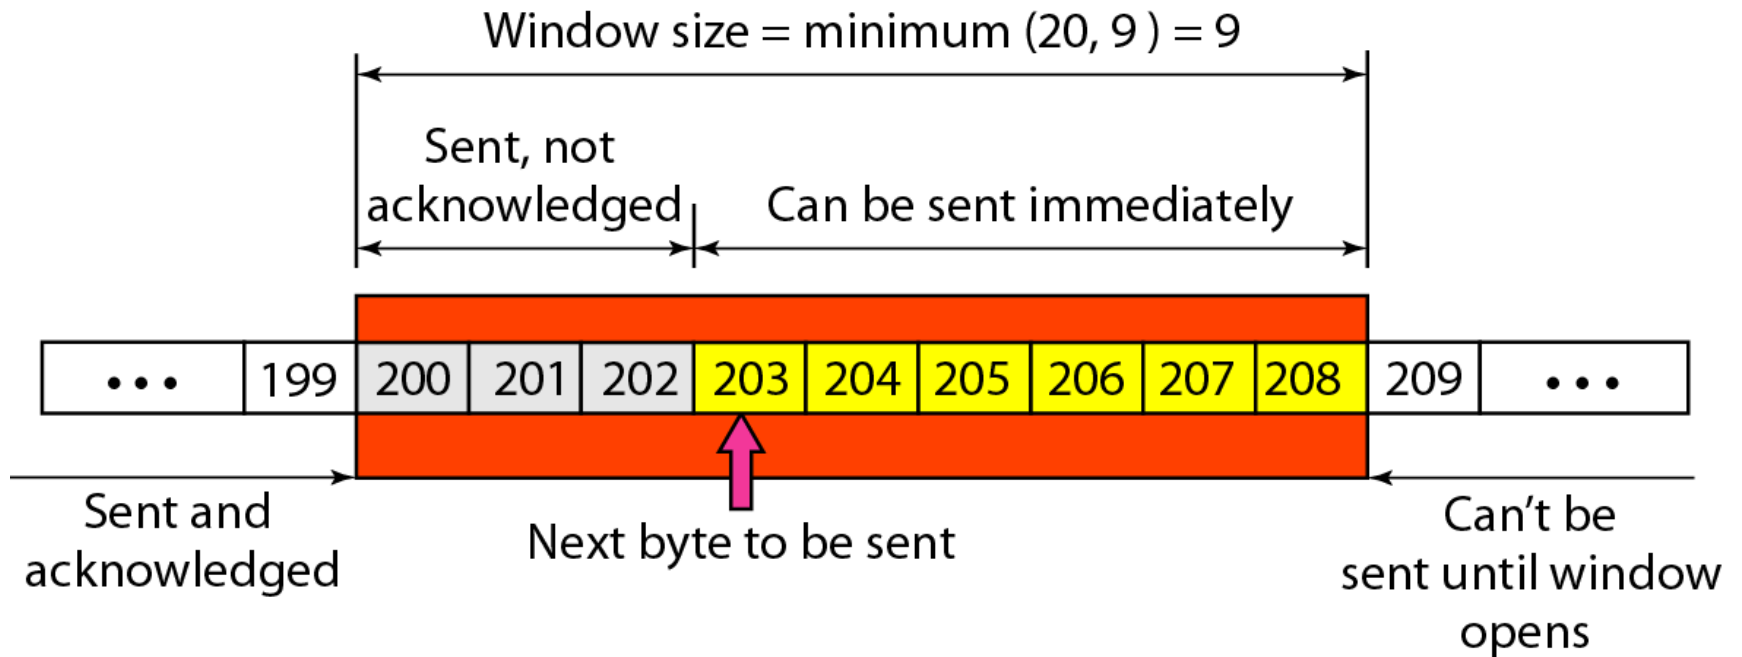 Window size = minimum (20, 9 ) = 9
Sent, not
acknowledged
Can be sent immediately
••• 199 200 201 202 203 204 205 206 207 208 209 •••
Sent and
acknowledged
Next byte to be sent
Can’t be
sent until window
opens